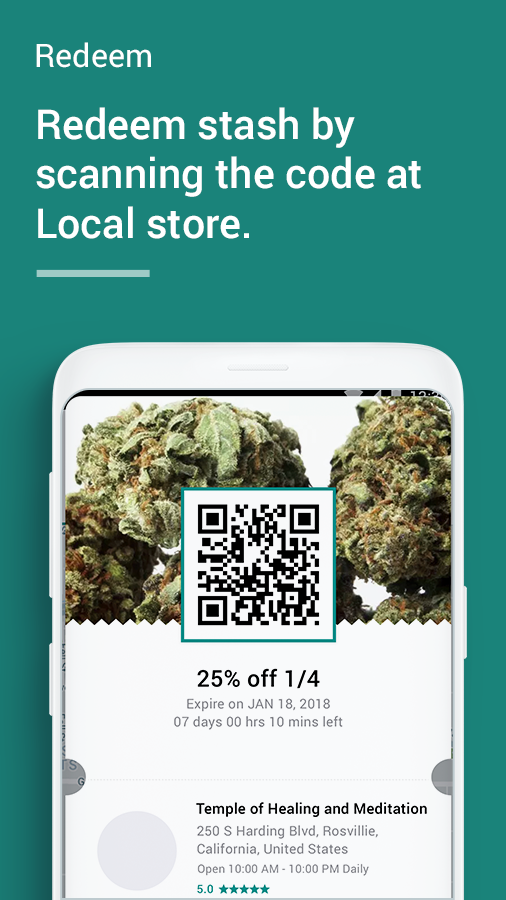 Redeem
Redeem stash by
scanning the code at
Local store.
25% off 1/4
Expire on JAN 18, 2018
07 days 00 hrs 10 mins left
Temple of Healing and Meditation
250 S Harding Blvd, Rosvillie,
California, United States
Open 10:00 AM - 10:00 PM Daily
5.0 ★★★★★